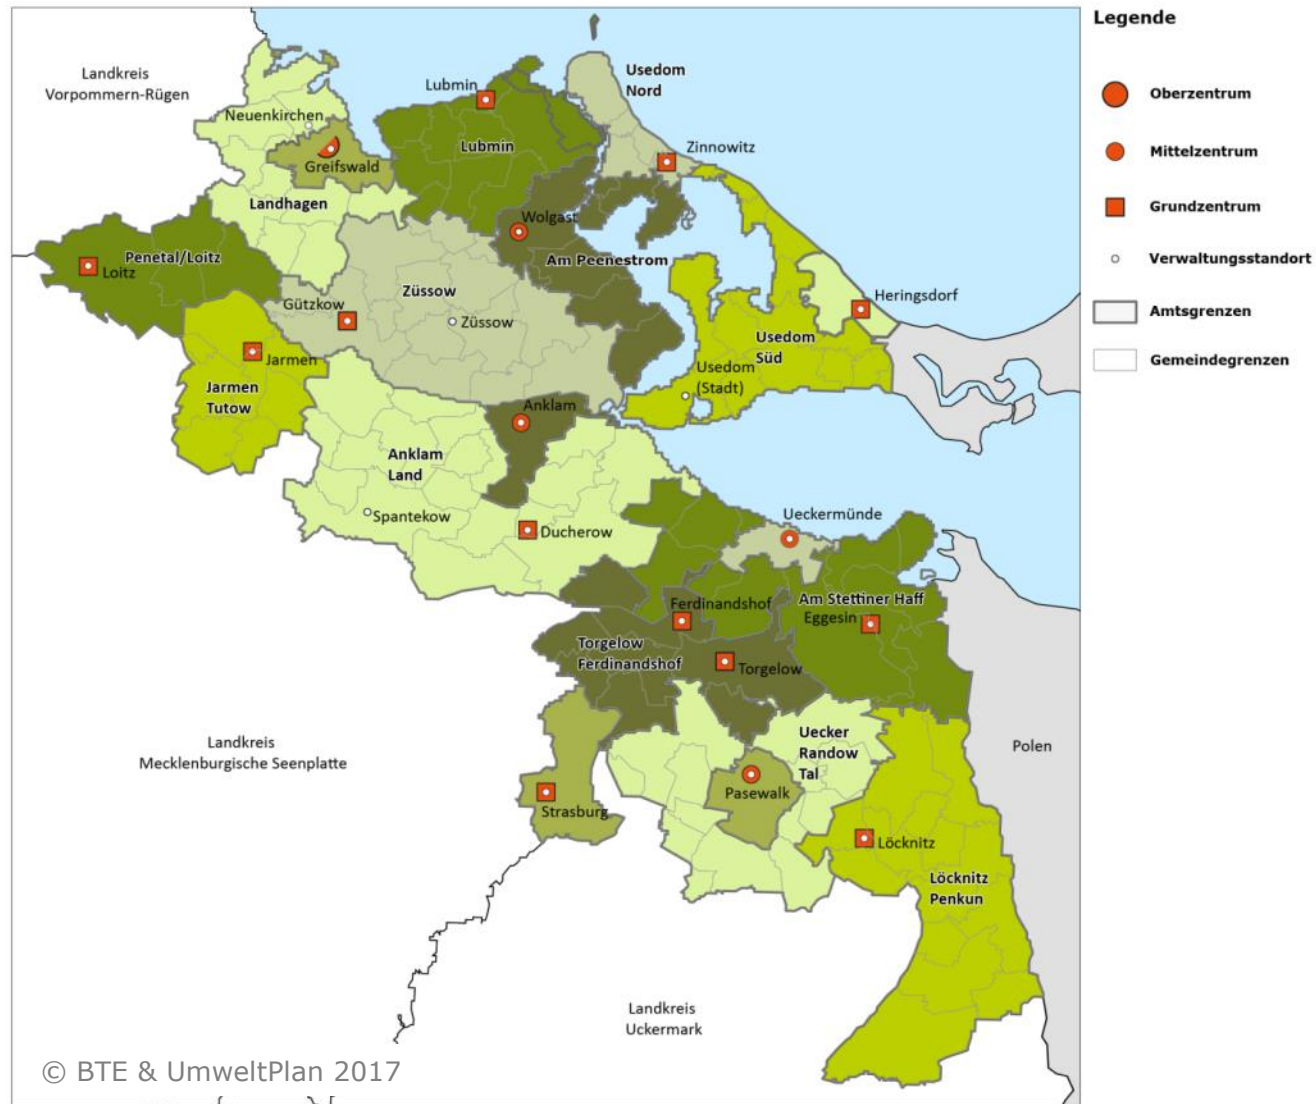 Legende
Oberzentrum
Mittelzentrum
Grundzentrum
Verwaltungsstandort
Amtsgrenzen
Gemeindegrenzen
Landkreis
Vorpommern-Rügen
Neuenkirchen
Greifswald
Landhagen
Lubmin
Lubmin
Usedom
Nord
Zinnowitz
Wolgast
Am Peenestrom
Penetal/Loitz
Loitz
Gützkow
Züssow
Züssow
Heringsdorf
Usedom
Süd
Usedom
(Stadt)
Jarmen
Jarmen
Tutow
Anklam
Anklam
Land
Spantekow
Ducherow
Ueckermünde
Am Stettiner Haff
Eggesin
Ferdinandshof
Torgelow
Ferdinandshof
Torgelow
Uecker
Randow
Tal
Pasewalk
Strasburg
Löcknitz
Löcknitz
Penkun
Polen
Landkreis
Mecklenburgische Seenplatte
Landkreis
Uckermark
© BTE & UmweltPlan 2017